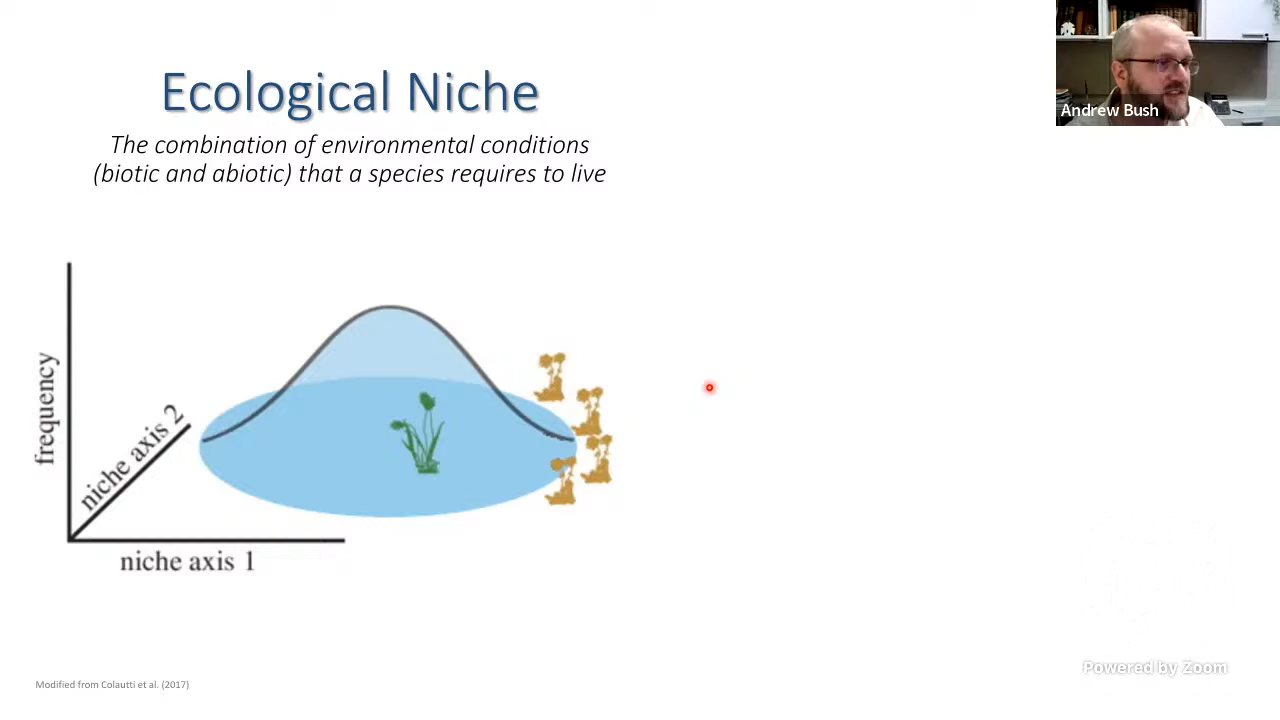 Ecological Niche
The combination of environmental conditions
(biotic and abiotic) that a species requires to live
Andrew Bush
frequency
niche axis 2
niche axis 1
Modified from Colautti et al. (2017)
Powered by Zoom